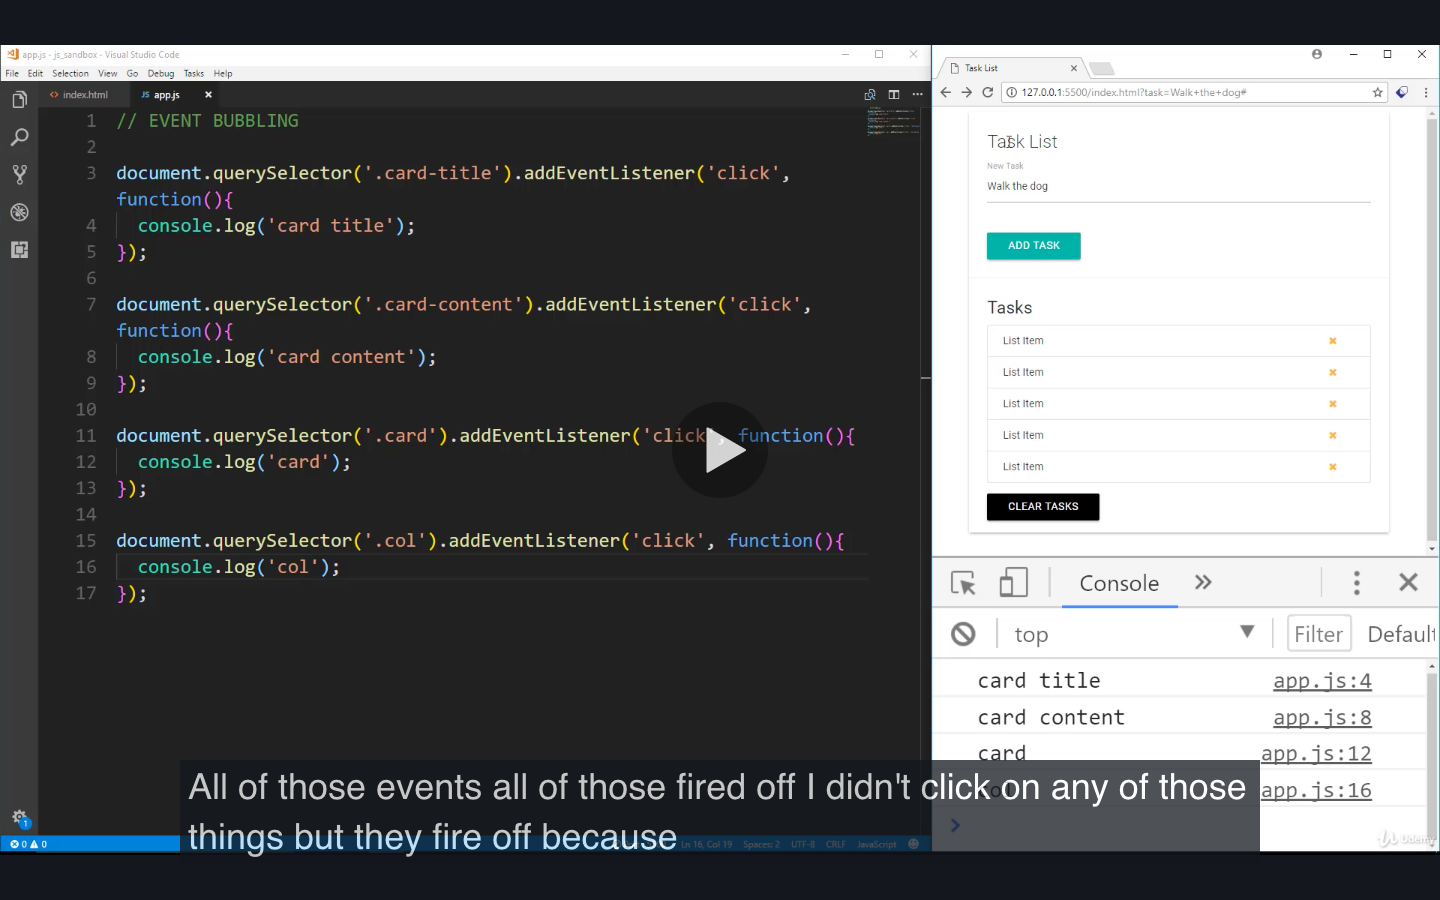 app.js - js_sandbox - Visual Studio Code
File Edit Selection View Go Debug Tasks Help
index.html
JS app.js
1 // EVENT BUBBLING
2
3 document.querySelector('.card-title').addEventListener('click',
function(){
4 console.log('card title');
5 });
6
7 document.querySelector('.card-content').addEventListener('click',
function(){
8 console.log('card content');
9 });
10
11 document.querySelector('.card').addEventListener('click', function(){
12 console.log('card');
13 });
14
15 document.querySelector('.col').addEventListener('click', function(){
16 console.log('col');
17 });
1
0 0
Ln 16, Col 19 Spaces: 2 UTF-8 CRLF JavaScript
Task List
127.0.0.1:5500/index.html?task=Walk+the+dog#
Task List
New Task
Walk the dog
ADD TASK
Tasks
List Item
List Item
List Item
List Item
List Item
CLEAR TASKS
Console
top
Filter
Default
card title app.js:4
card content app.js:8
card app.js:12
app.js:16
All of those events all of those fired off I didn't click on any of those
things but they fire off because
Udemy